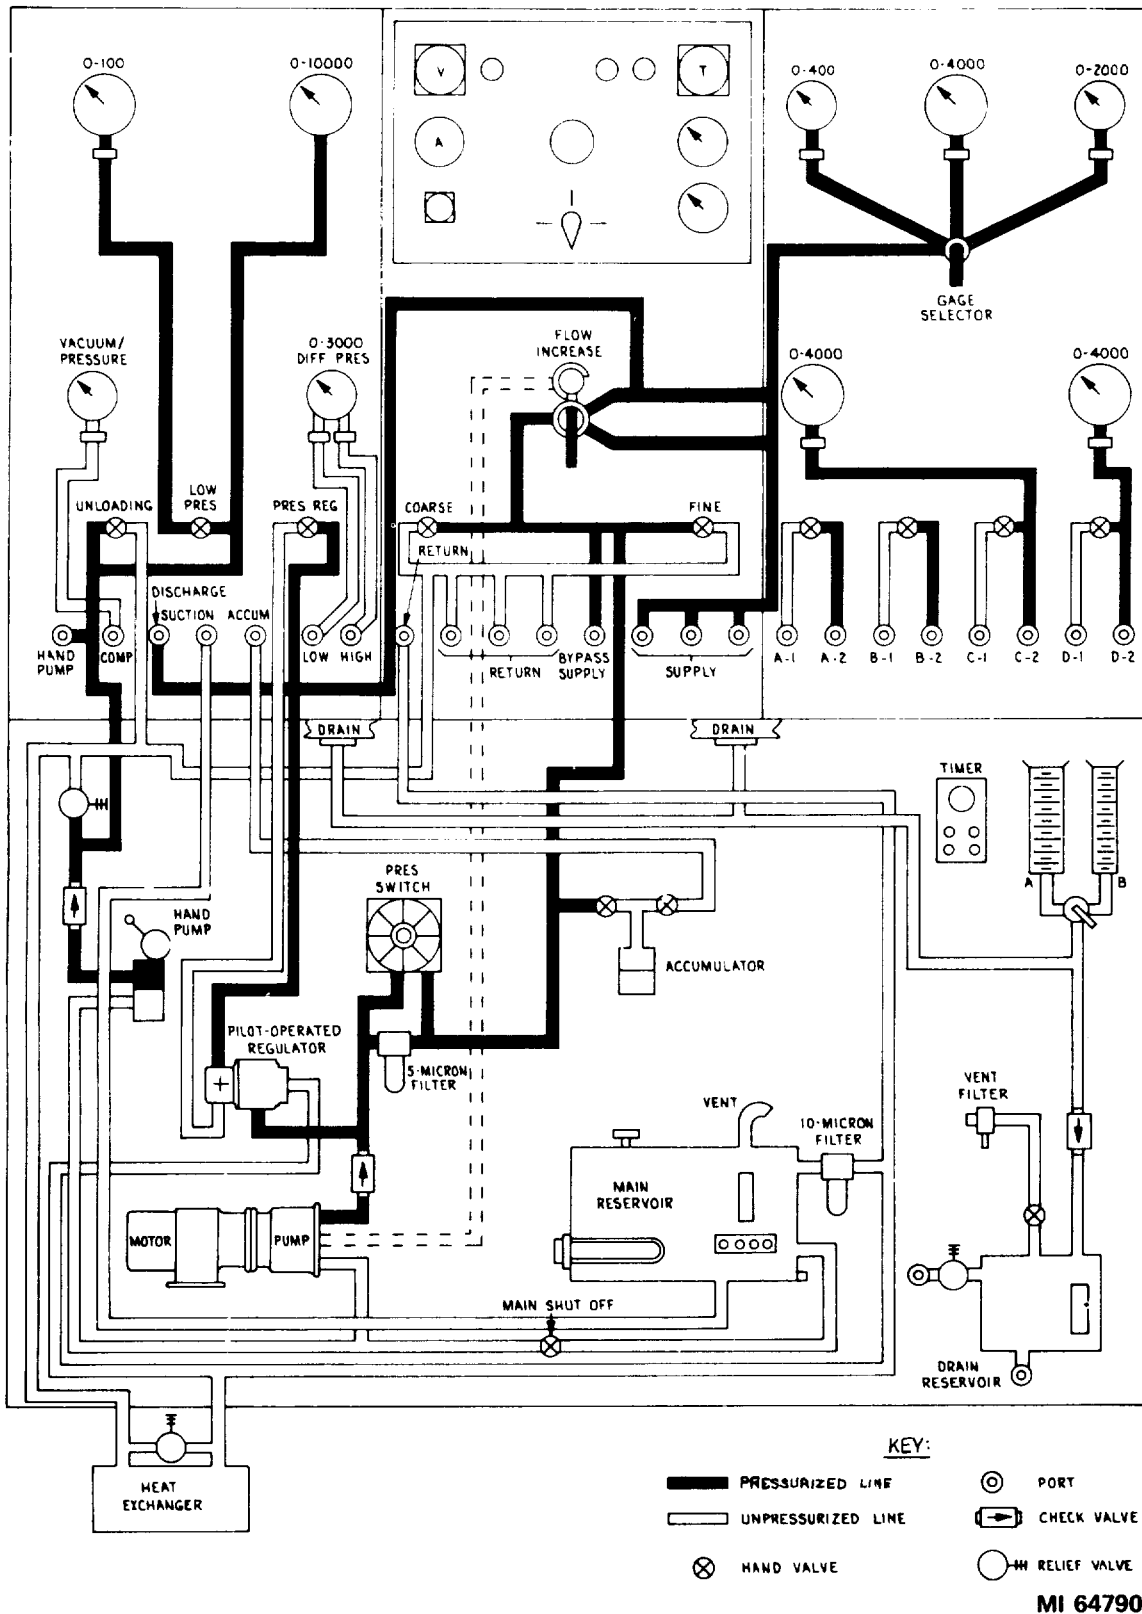 0-100
0-10000
V
T
A
0-400
0-4000
0-2000
GAGE
SELECTOR
VACUUM/
PRESSURE
0-3000
DIFF PRES
FLOW
INCREASE
0-4000
0-4000
UNLOADING
LOW
PRES
PRES REG
COARSE
FINE
RETURN
DISCHARGE
SUCTION
ACCUM
HAND
PUMP
COMP
LOW
HIGH
RETURN
BYPASS
SUPPLY
SUPPLY
A-1
A-2
B-1
B-2
C-1
C-2
D-1
D-2
DRAIN
DRAIN
TIMER
A
B
PRES
SWITCH
HAND
PUMP
ACCUMULATOR
PILOT-OPERATED
REGULATOR
5-MICRON
FILTER
VENT
10-MICRON
FILTER
VENT
FILTER
MAIN
RESERVOIR
MOTOR
PUMP
MAIN SHUT OFF
DRAIN
RESERVOIR
HEAT
EXCHANGER
KEY:
PRESSURIZED LINE
PORT
UNPRESSURIZED LINE
CHECK VALVE
HAND VALVE
RELIEF VALVE
MI 64790